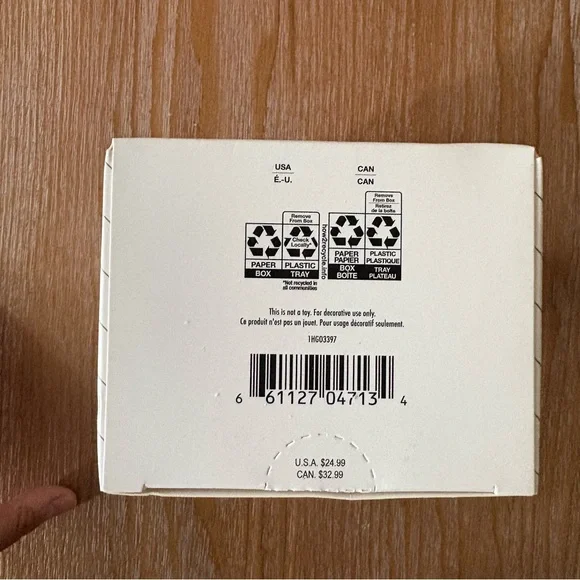 USA
É.-U.
CAN
CAN
Remove
From Box
Check
Locally*
PAPER
PLASTIC
BOX
TRAY
*Not recycled in
all communities
how2recycle.info
Remove
From Box
Retirez
de la boîte
PAPER
PAPIER
PLASTIC
PLASTIQUE
BOX
BOÎTE
TRAY
PLATEAU
This is not a toy. For decorative use only.
Ce produit n'est pas un jouet. Pour usage décoratif seulement.
1HGO3397
6 61127 04713 4
U.S.A. $24.99
CAN. $32.99